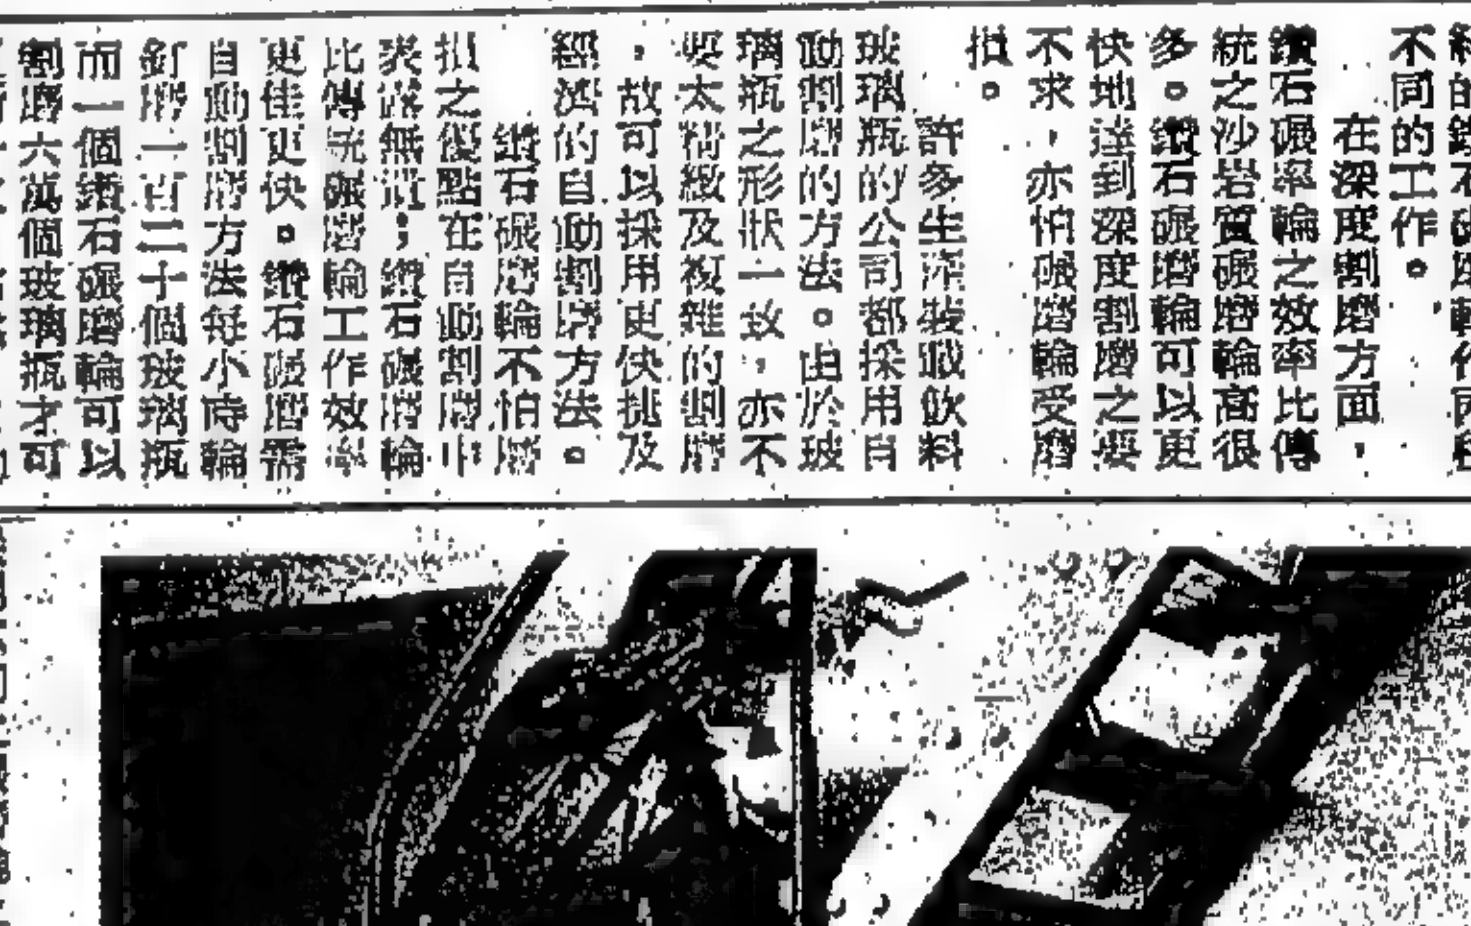 不同的工作。
在深度割磨方面，
鑽石碾率輪之效率比傳
統之沙岩質碾磨輪高很
多。鑽石碾磨輪可以更
快地達到深度割磨之要
不求，亦怕碾磨輪受磨
損。
許多生產裝載飲料
玻璃瓶的公司都採用自
動割磨的方法。由於玻
璃瓶之形狀一致，亦不
要太精緻及複雜的割磨
，故可以採用更快捷及
經濟的自動割磨方法。
鑽石碾磨輪不怕磨
損之優點在自動割磨中
表露無遺；鑽石碾磨輪
比傳統碾磨輪工作效率
更佳更快。鑽石碾磨需
自動割磨方法每小時輪
割磨一百二十個玻璃瓶
而一個鑽石碾磨輪可以
割磨六萬個玻璃瓶才可